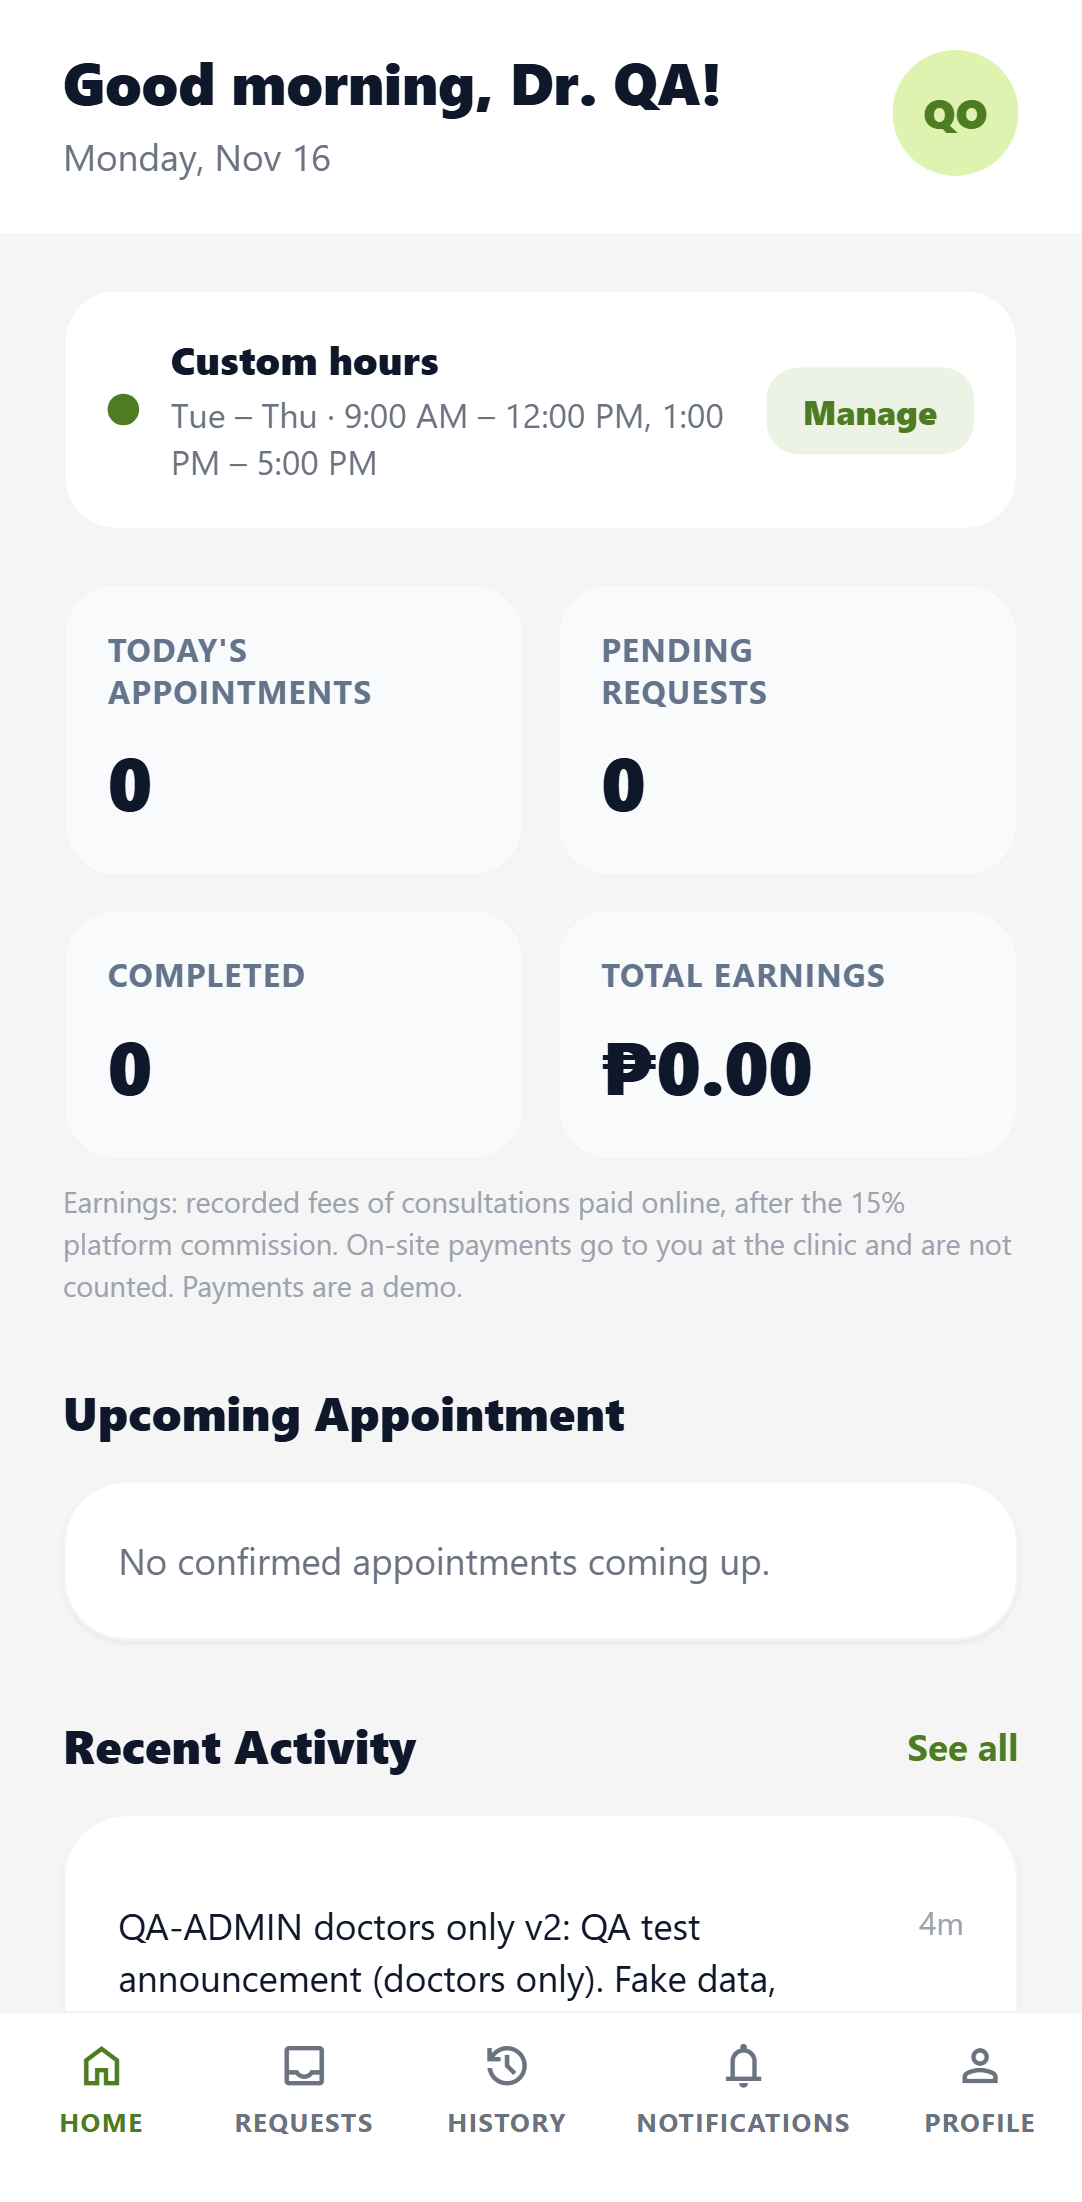 Good morning, Dr. QA!
Monday, Nov 16
QO
Custom hours
Tue – Thu · 9:00 AM – 12:00 PM, 1:00
PM – 5:00 PM
Manage
TODAY'S
APPOINTMENTS
0
PENDING
REQUESTS
0
COMPLETED
0
TOTAL EARNINGS
₱0.00
Earnings: recorded fees of consultations paid online, after the 15%
platform commission. On-site payments go to you at the clinic and are not
counted. Payments are a demo.
Upcoming Appointment
No confirmed appointments coming up.
Recent Activity
See all
QA-ADMIN doctors only v2: QA test
announcement (doctors only). Fake data,
4m
HOME
REQUESTS
HISTORY
NOTIFICATIONS
PROFILE